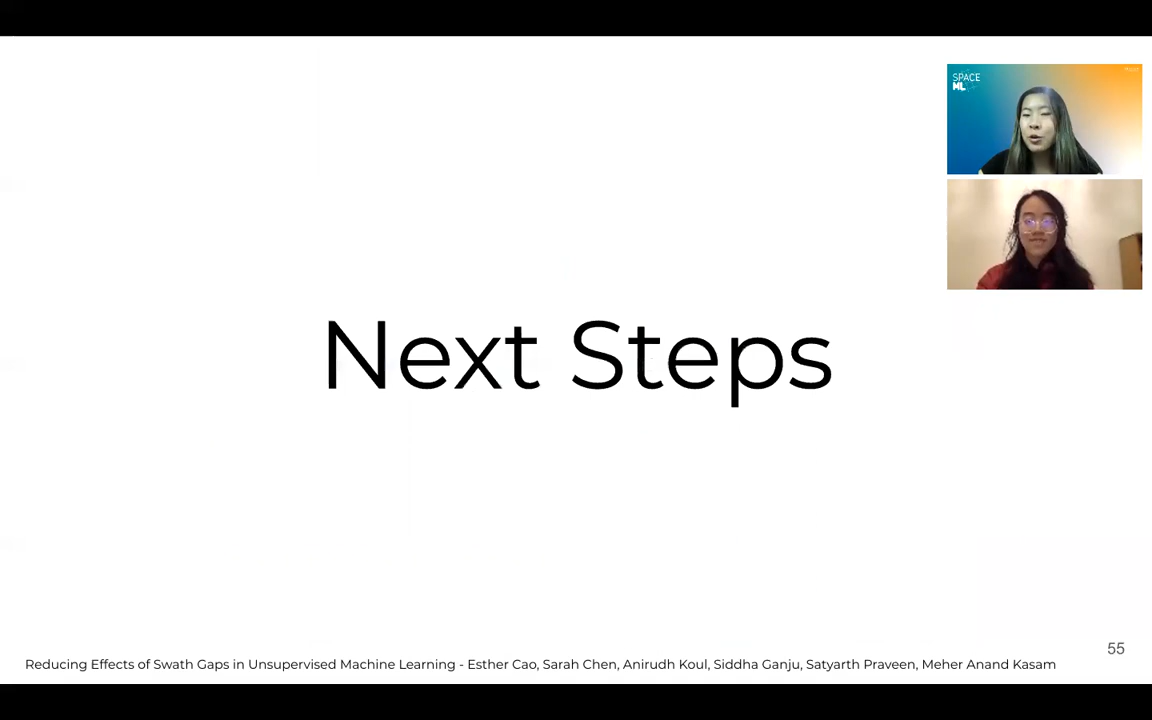 SPACE
ML
Next Steps
55
Reducing Effects of Swath Gaps in Unsupervised Machine Learning - Esther Cao, Sarah Chen, Anirudh Koul, Siddha Ganju, Satyarth Praveen, Meher Anand Kasam